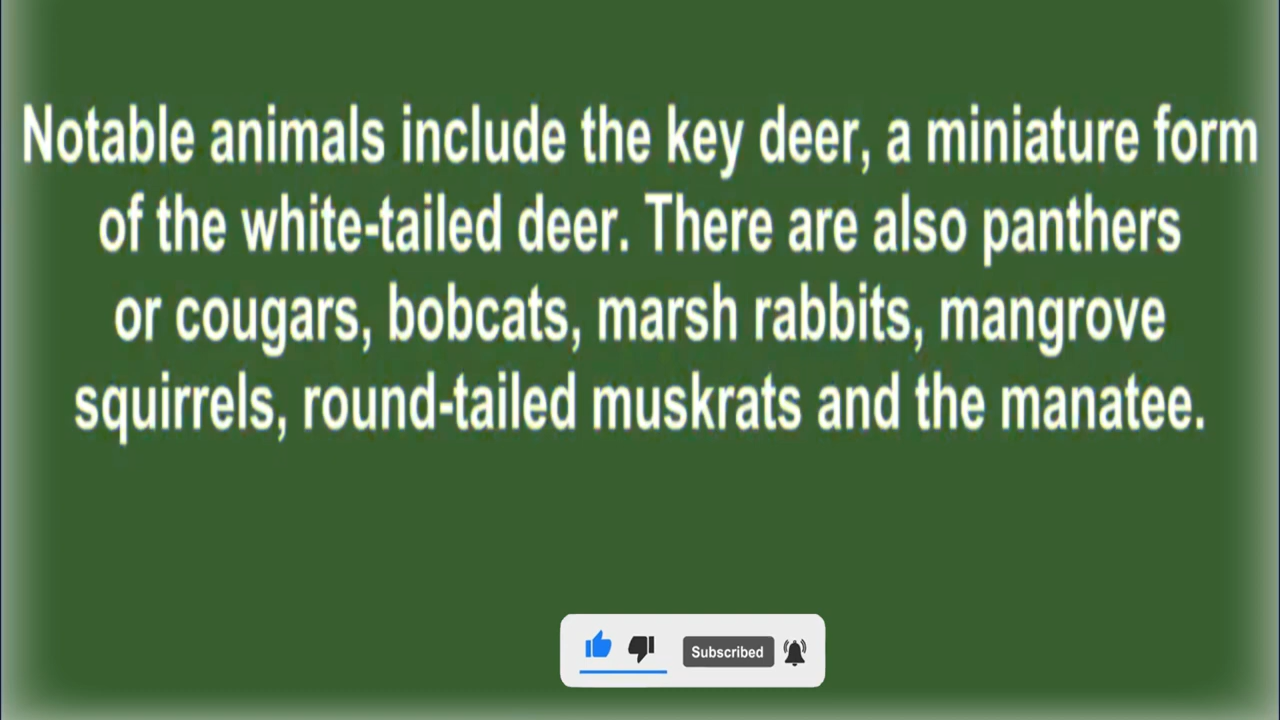 Notable animals include the key deer, a miniature form
of the white-tailed deer. There are also panthers
or cougars, bobcats, marsh rabbits, mangrove
squirrels, round-tailed muskrats and the manatee.
Subscribed